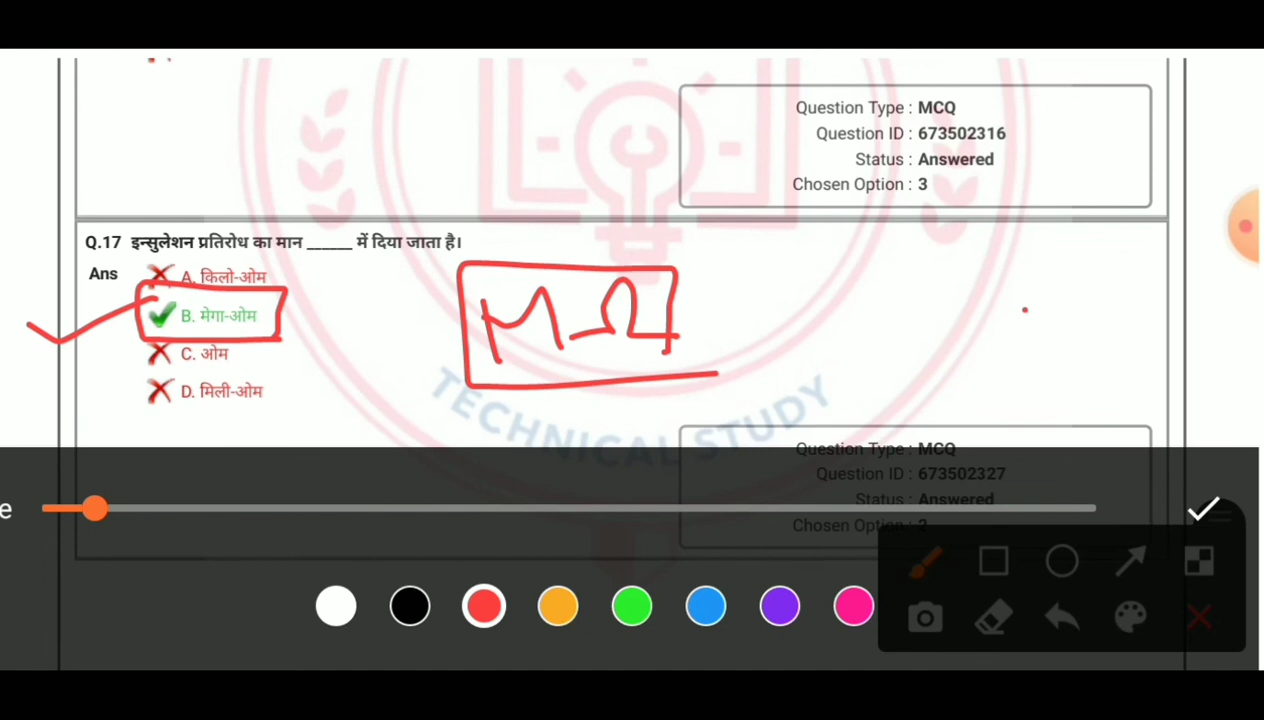 Question Type : MCQ
Question ID : 673502316
Status : Answered
Chosen Option : 3
Q.17 इन्सुलेशन प्रतिरोध का मान ______ में दिया जाता है।
Ans
A. किलो-ओम
B. मेगा-ओम
C. ओम
D. मिली-ओम
MΩ
TECHNICAL STUDY
Question Type : MCQ
Question ID : 673502327
Status : Answered
Chosen Option : 2
e